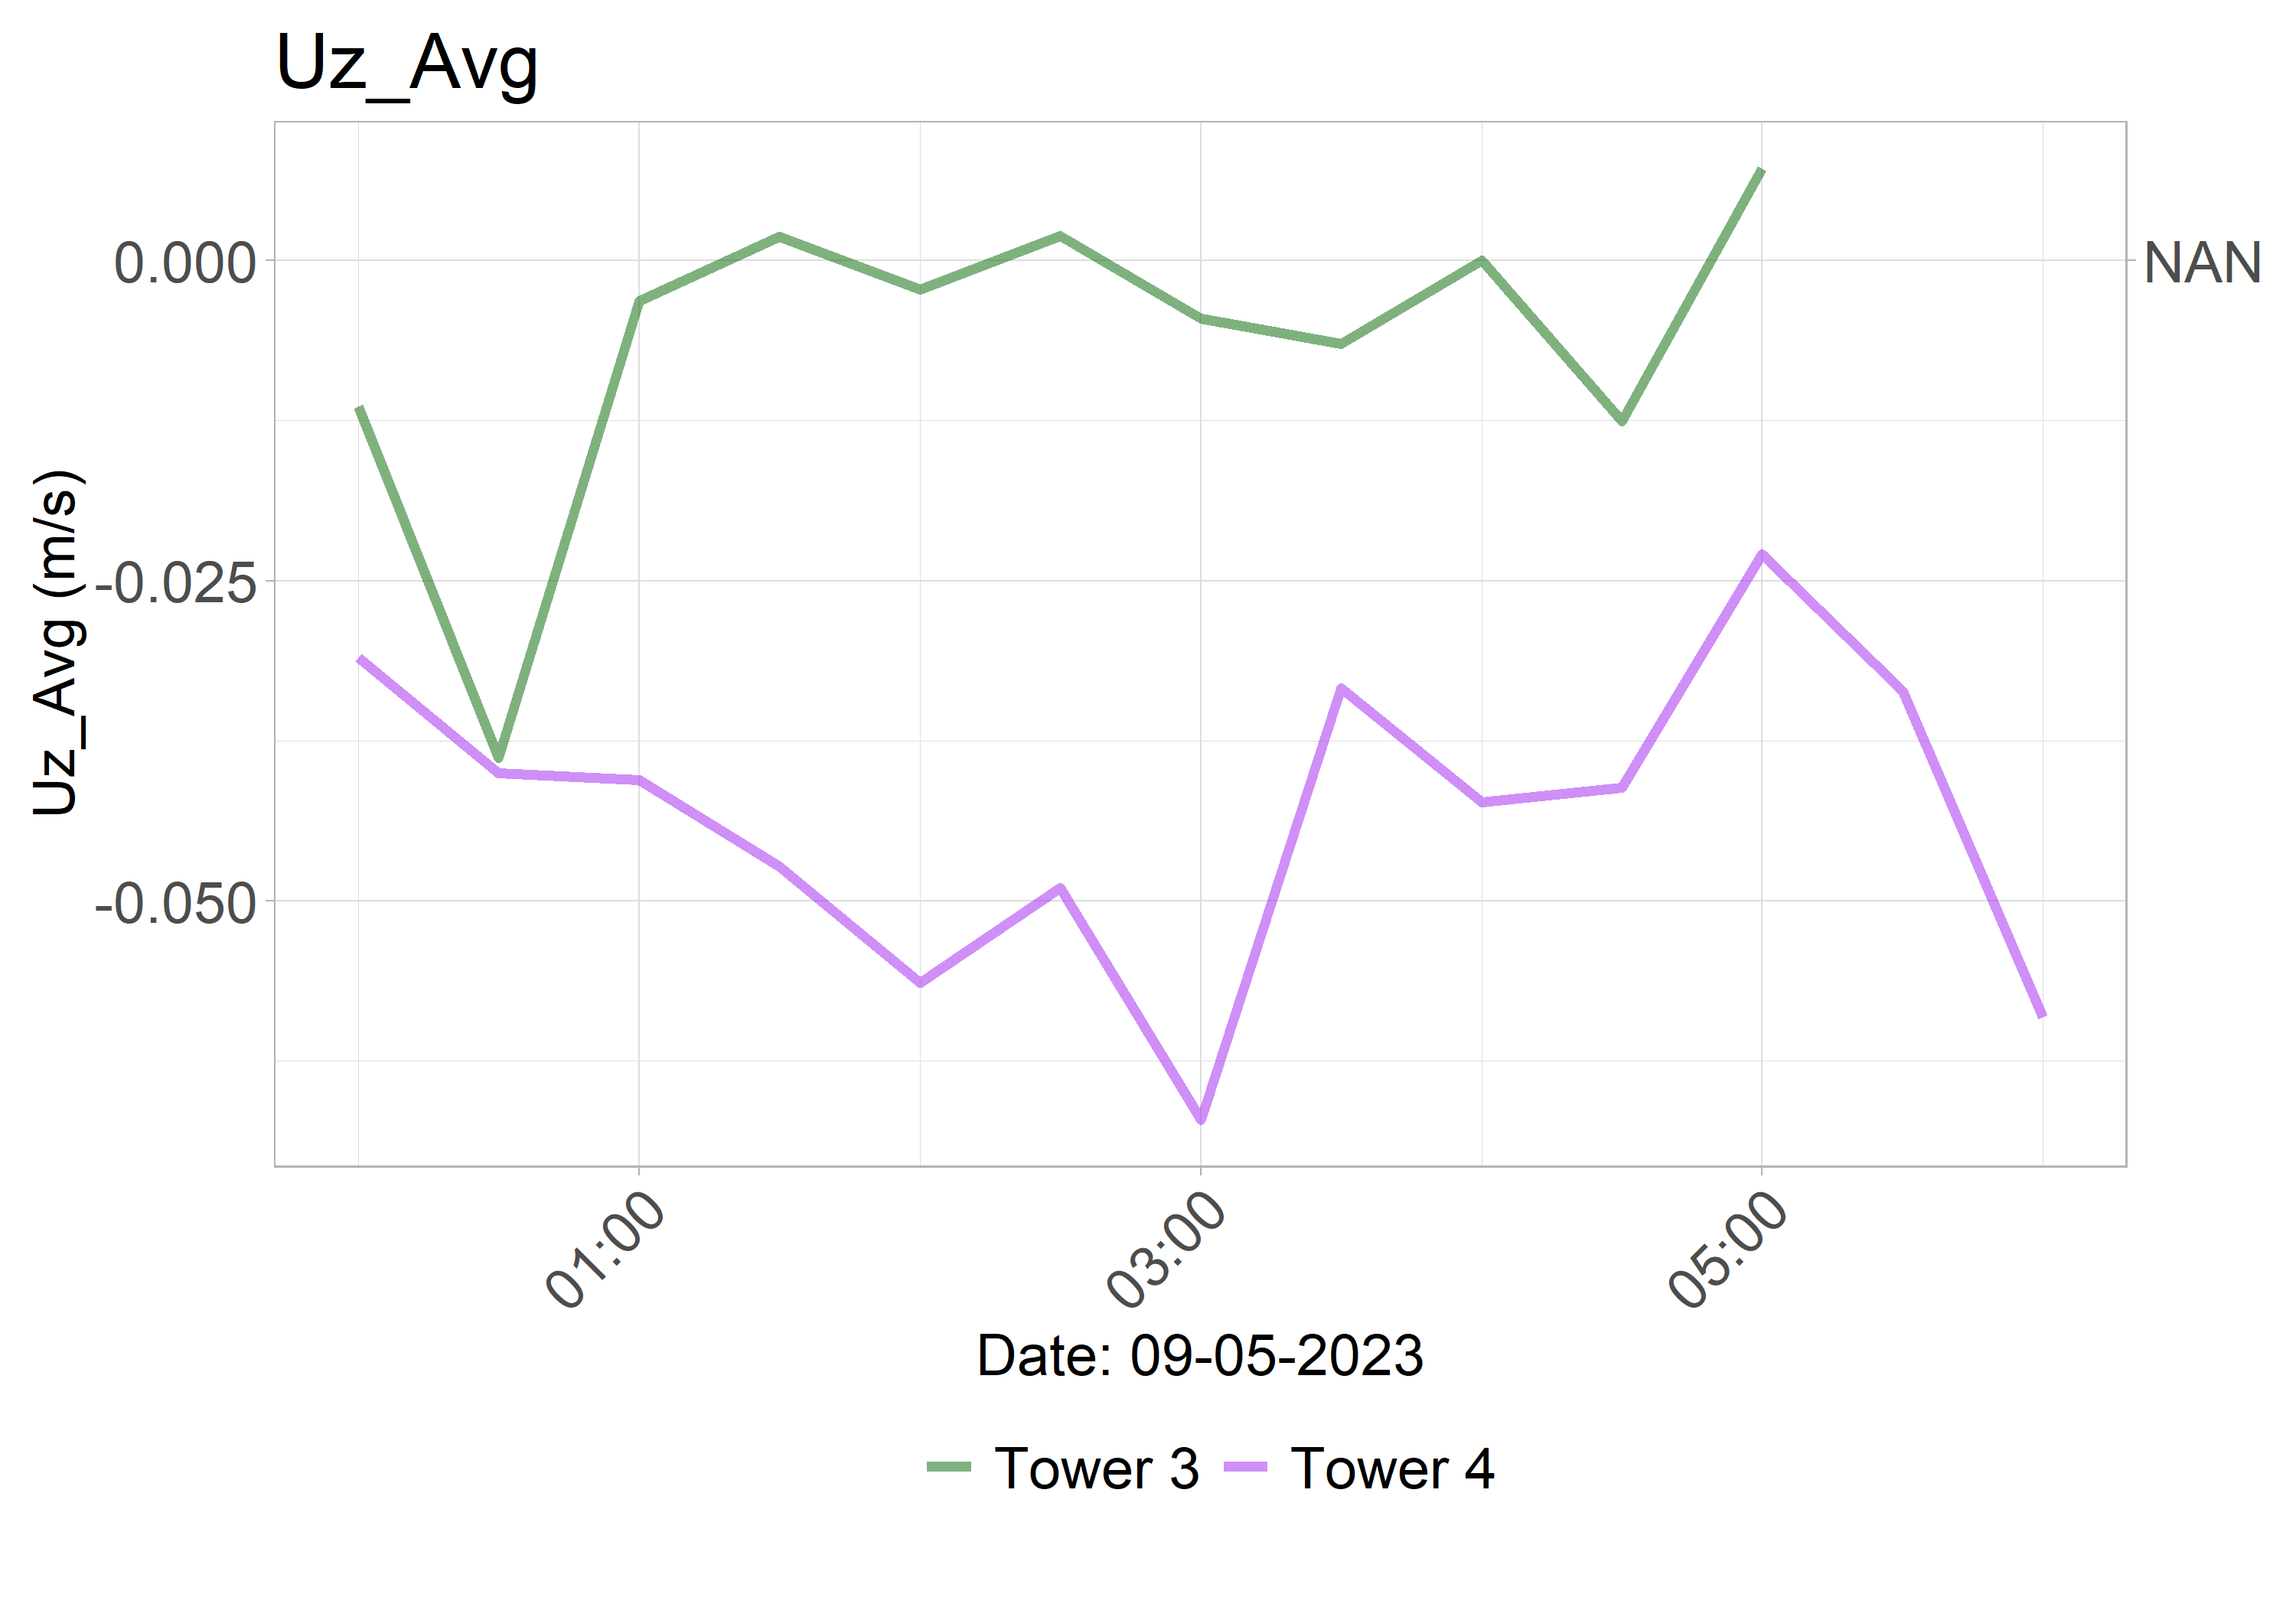 Uz_Avg
Uz_Avg (m/s)
0.000
-0.025
-0.050
NAN
01:00
03:00
05:00
Date: 09-05-2023
Tower 3
Tower 4